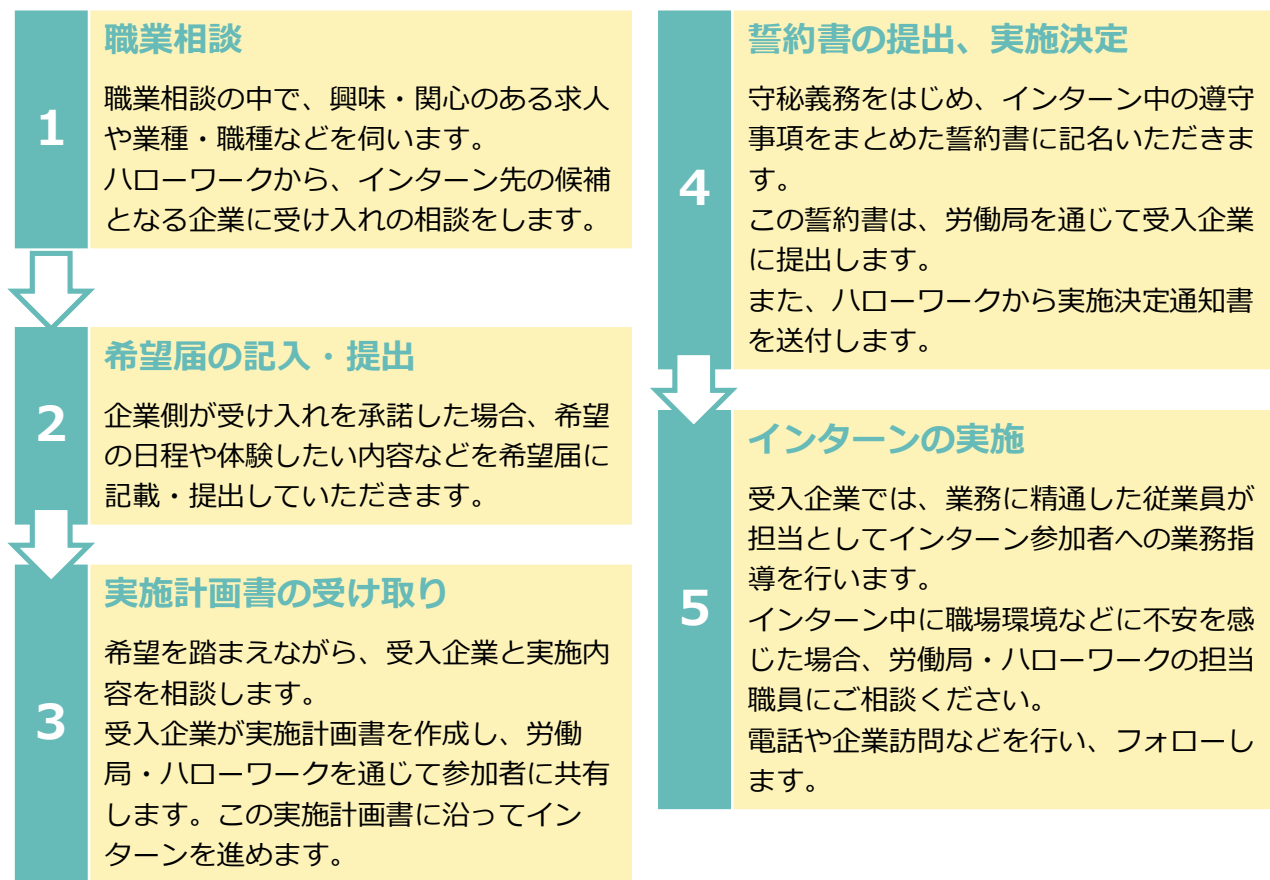 1
職業相談
職業相談の中で、興味・関心のある求人
や業種・職種などを伺います。
ハローワークから、インターン先の候補
となる企業に受け入れの相談をします。
2
希望届の記入・提出
企業側が受け入れを承諾した場合、希望
の日程や体験したい内容などを希望届に
記載・提出していただきます。
3
実施計画書の受け取り
希望を踏まえながら、受入企業と実施内
容を相談します。
受入企業が実施計画書を作成し、労働
局・ハローワークを通じて参加者に共有
します。この実施計画書に沿ってイン
ターンを進めます。
4
誓約書の提出、実施決定
守秘義務をはじめ、インターン中の遵守
事項をまとめた誓約書に記名いただきま
す。
この誓約書は、労働局を通じて受入企業
に提出します。
また、ハローワークから実施決定通知書
を送付します。
5
インターンの実施
受入企業では、業務に精通した従業員が
担当としてインターン参加者への業務指
導を行います。
インターン中に職場環境などに不安を感
じた場合、労働局・ハローワークの担当
職員にご相談ください。
電話や企業訪問などを行い、フォローし
ます。